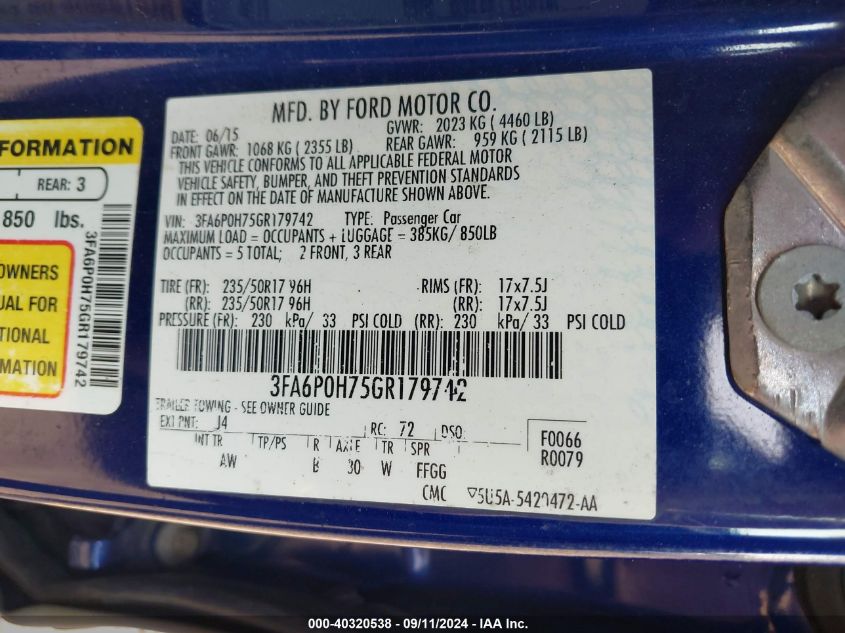 MFD. BY FORD MOTOR CO.
DATE: 06/15 GVWR: 2023 KG ( 4460 LB)
FRONT GAWR: 1068 KG ( 2355 LB) REAR GAWR: 959 KG ( 2115 LB)
THIS VEHICLE CONFORMS TO ALL APPLICABLE FEDERAL MOTOR
VEHICLE SAFETY, BUMPER, AND THEFT PREVENTION STANDARDS
IN EFFECT ON THE DATE OF MANUFACTURE SHOWN ABOVE.
VIN: 3FA6P0H75GR179742 TYPE: Passenger Car
MAXIMUM LOAD = OCCUPANTS + LUGGAGE = 385KG/ 850LB
OCCUPANTS = 5 TOTAL; 2 FRONT, 3 REAR
TIRE (FR): 235/50R17 96H RIMS (FR): 17x7.5J
(RR): 235/50R17 96H (RR): 17x7.5J
PRESSURE (FR): 230 kPa/ 33 PSI COLD (RR): 230 kPa/ 33 PSI COLD
3FA6P0H75GR179742
TRAILER TOWING - SEE OWNER GUIDE
EXT PNT: J4 RC: 72 DSO:
F0066
R0079
INT TR TP/PS R AXLE TR SPR
AW B 30 W FFGG
CMC
FORMATION
REAR: 3
850 lbs.
OWNERS
UAL FOR
TIONAL
MATION
3FA6P0H75GR179742
000-40320538 - 09/11/2024 - IAA Inc.